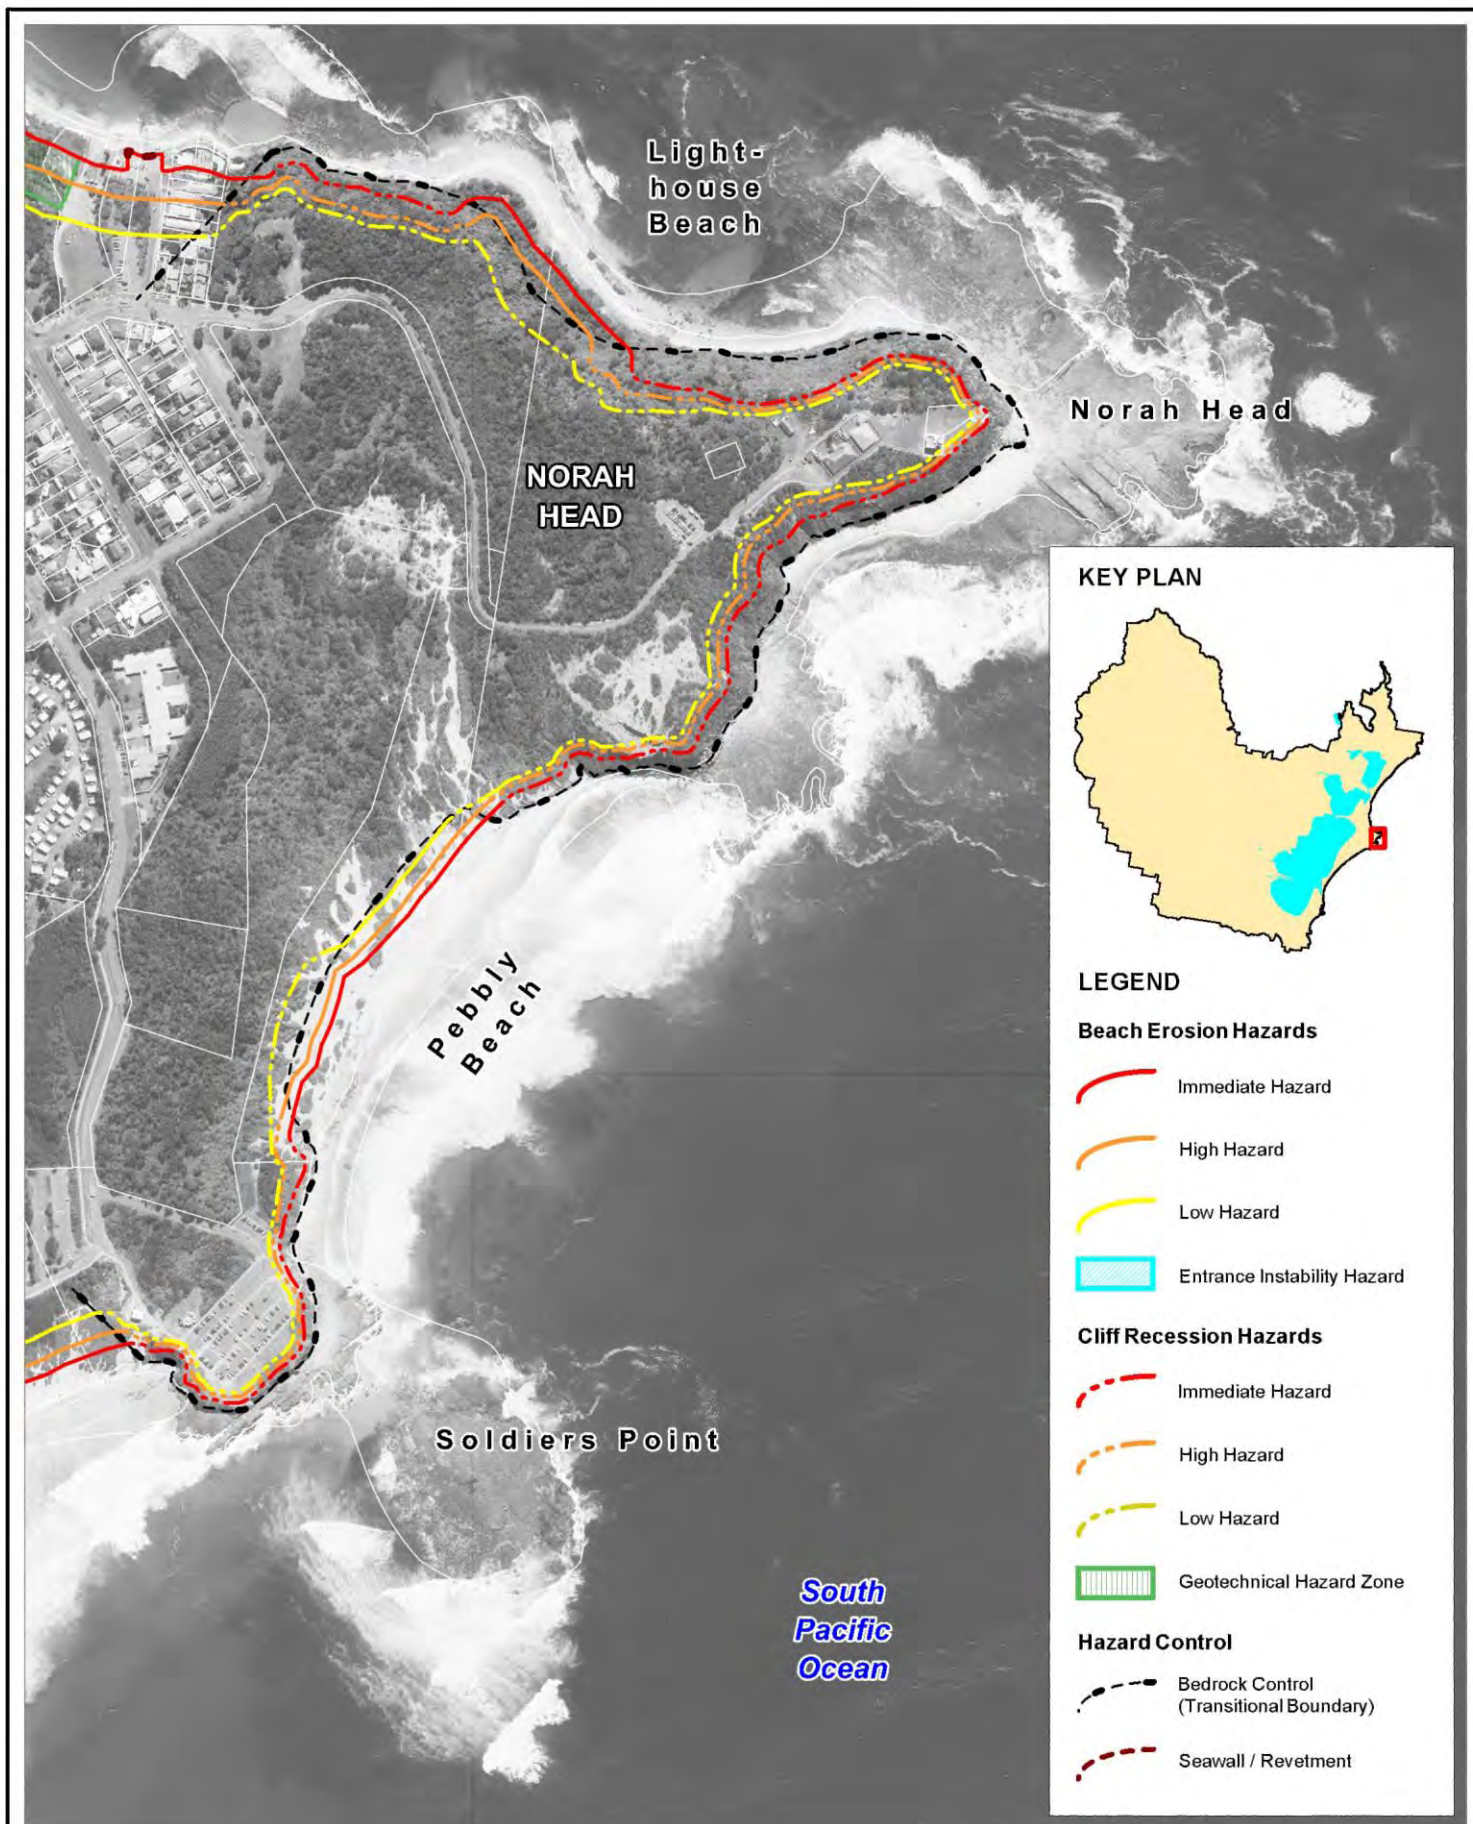 Light-
house
Beach
Norah Head
NORAH
HEAD
Pebbly
Beach
Soldiers Point
South
Pacific
Ocean
KEY PLAN
LEGEND
Beach Erosion Hazards
Immediate Hazard
High Hazard
Low Hazard
Entrance Instability Hazard
Cliff Recession Hazards
Immediate Hazard
High Hazard
Low Hazard
Geotechnical Hazard Zone
Hazard Control
Bedrock Control
(Transitional Boundary)
Seawall / Revetment